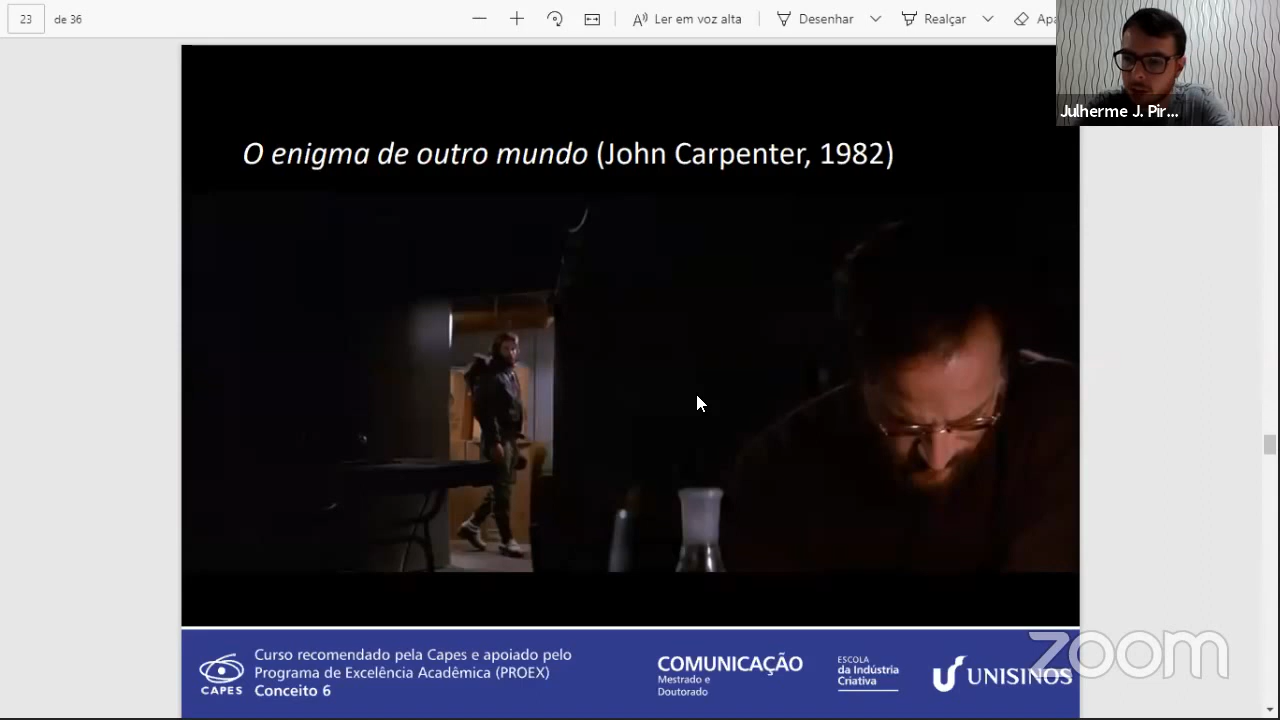 23 de 36
Ler em voz alta
Desenhar
Realçar
Apa
Julherme J. Pir...
O enigma de outro mundo (John Carpenter, 1982)
CAPES
Curso recomendado pela Capes e apoiado pelo
Programa de Excelência Acadêmica (PROEX)
Conceito 6
COMUNICAÇÃO
Mestrado e
Doutorado
ESCOLA
da Indústria
Criativa
UNISINOS
zoom